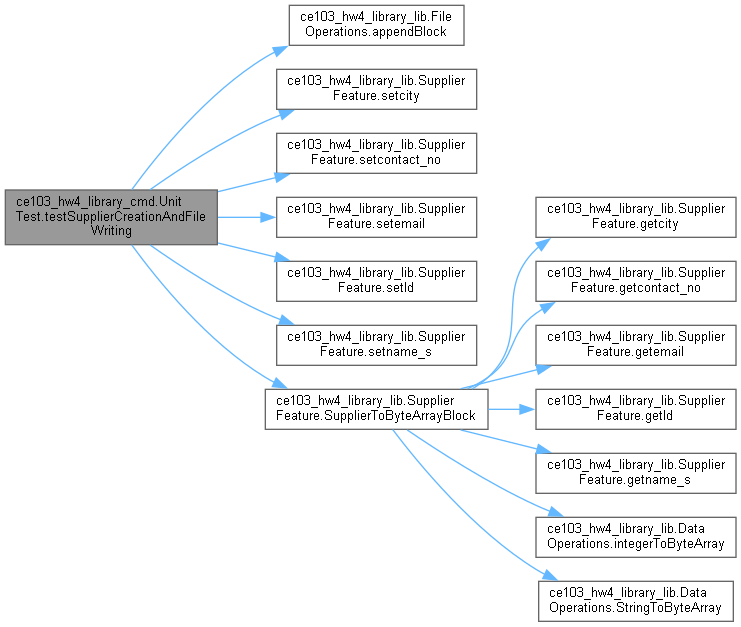 ce103_hw4_library_lib.File
Operations.appendBlock
ce103_hw4_library_lib.Supplier
Feature.setcity
ce103_hw4_library_lib.Supplier
Feature.setcontact_no
ce103_hw4_library_cmd.Unit
Test.testSupplierCreationAndFile
Writing
ce103_hw4_library_lib.Supplier
Feature.setemail
ce103_hw4_library_lib.Supplier
Feature.setId
ce103_hw4_library_lib.Supplier
Feature.setname_s
ce103_hw4_library_lib.Supplier
Feature.SupplierToByteArrayBlock
ce103_hw4_library_lib.Supplier
Feature.getcity
ce103_hw4_library_lib.Supplier
Feature.getcontact_no
ce103_hw4_library_lib.Supplier
Feature.getemail
ce103_hw4_library_lib.Supplier
Feature.getId
ce103_hw4_library_lib.Supplier
Feature.getname_s
ce103_hw4_library_lib.Data
Operations.integerToByteArray
ce103_hw4_library_lib.Data
Operations.StringToByteArray